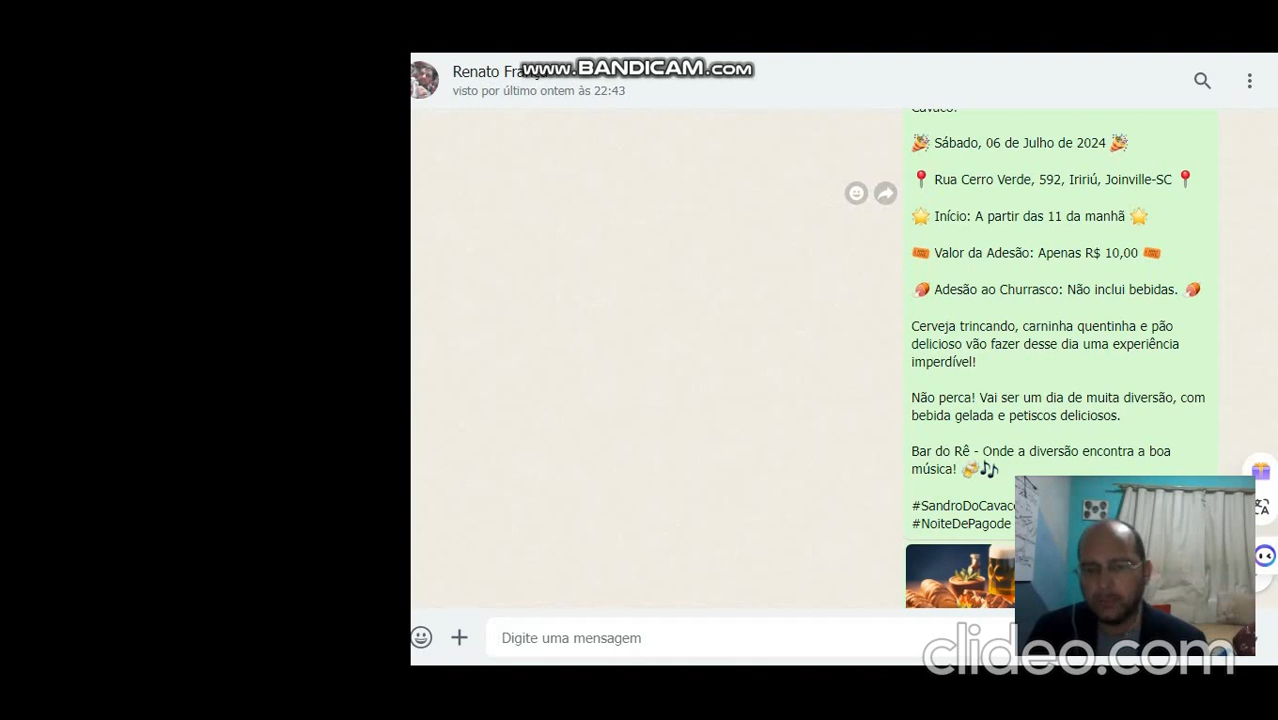 Renato
www.BANDICAM.com
visto por último ontem às 22:43
Cavaco!
Sábado, 06 de Julho de 2024
Rua Cerro Verde, 592, Iririú, Joinville-SC
Início: A partir das 11 da manhã
Valor da Adesão: Apenas R$ 10,00
Adesão ao Churrasco: Não inclui bebidas.
Cerveja trincando, carninha quentinha e pão
delicioso vão fazer desse dia uma experiência
imperdível!
Não perca! Vai ser um dia de muita diversão, com
bebida gelada e petiscos deliciosos.
Bar do Rê - Onde a diversão encontra a boa
música!
#SandroDoCavaco
#NoiteDePagode
Digite uma mensagem
clideo.com